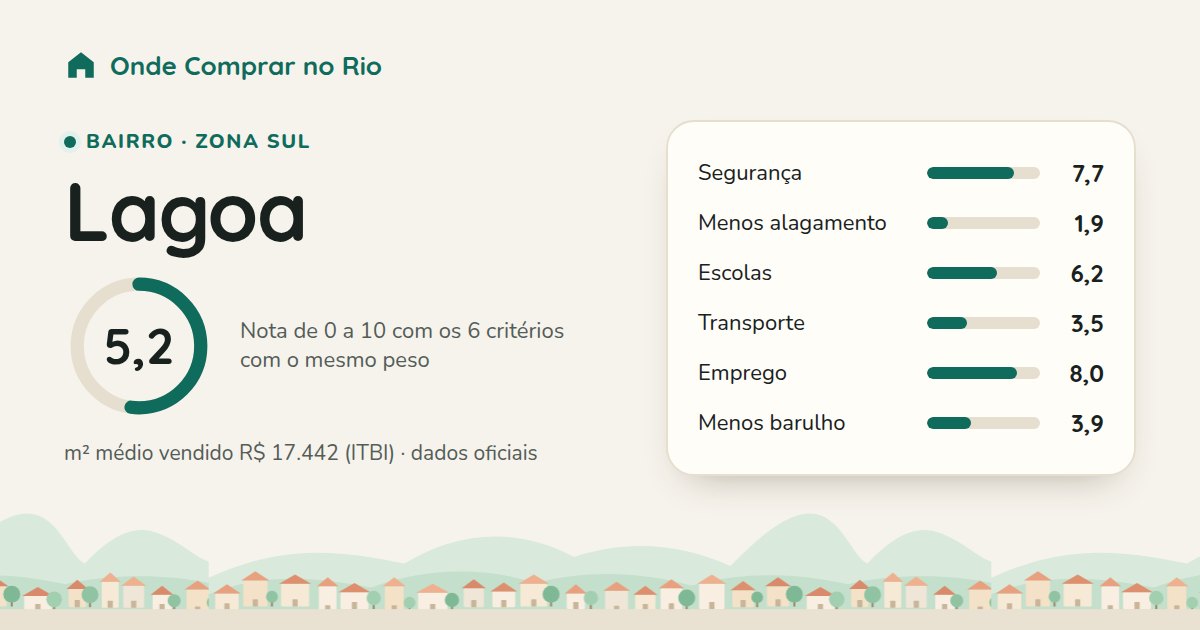 Onde Comprar no Rio
BAIRRO · ZONA SUL
Lagoa
5,2
Nota de 0 a 10 com os 6 critérios
com o mesmo peso
m² médio vendido R$ 17.442 (ITBI) · dados oficiais
Segurança 7,7
Menos alagamento 1,9
Escolas 6,2
Transporte 3,5
Emprego 8,0
Menos barulho 3,9